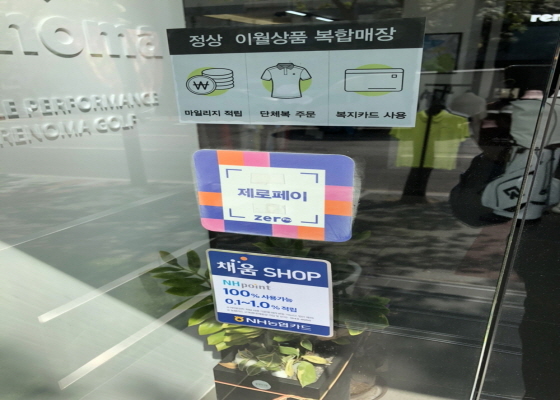 noma
LE PERFORMANCE
RENOMA GOLF
정상 이월상품 복합매장
마일리지 적립
단체복 주문
복지카드 사용
제로페이
zero
채움 SHOP
NHpoint
100% 사용가능
0.1~1.0% 적립
NH농협카드